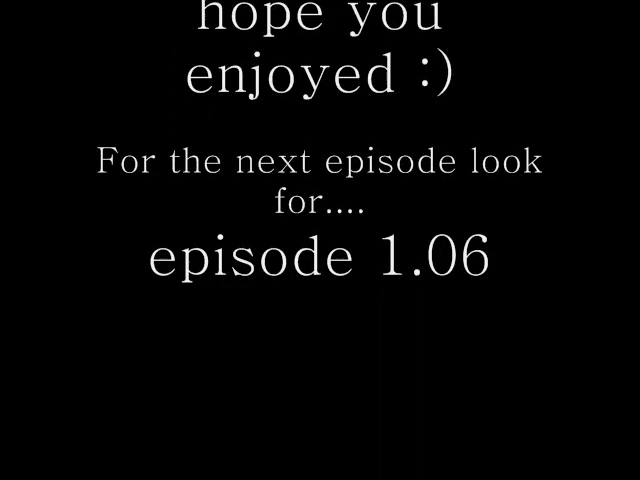 hope you
enjoyed :)
For the next episode look
for....
episode 1.06